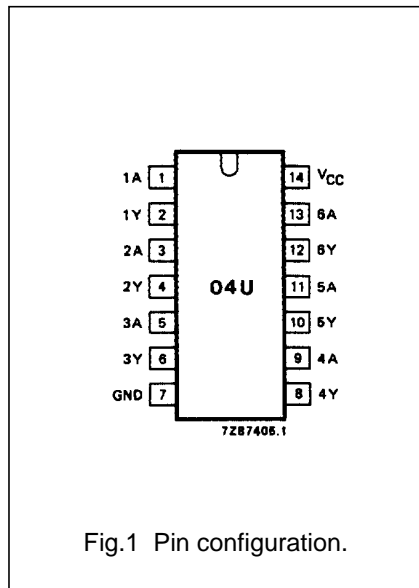 1A 1 14 VCC
1Y 2 13 6A
2A 3 12 6Y
2Y 4 04U 11 5A
3A 5 10 5Y
3Y 6 9 4A
GND 7 8 4Y
7Z87405.1
Fig.1 Pin configuration.